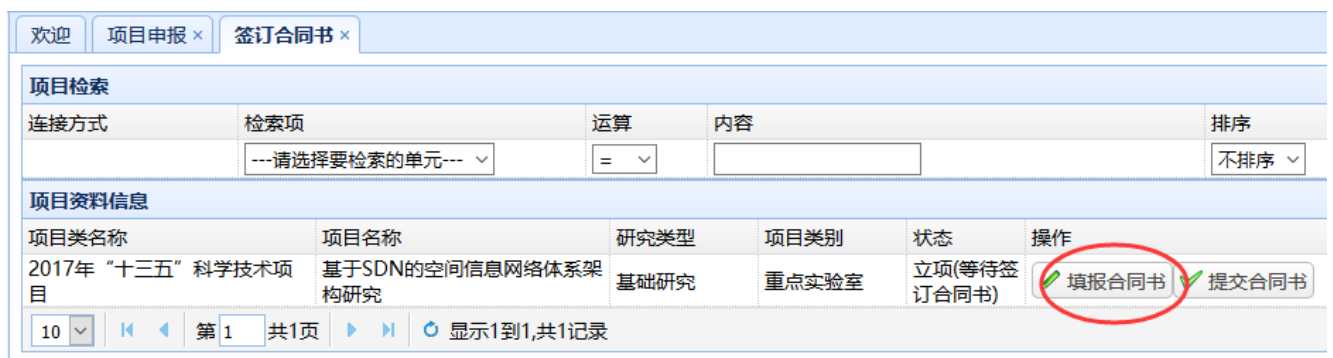 欢迎 项目申报 × 签订合同书 ×
项目检索
连接方式 检索项 运算 内容 排序
---请选择要检索的单元--- = 不排序
项目资料信息
项目类名称 项目名称 研究类型 项目类别 状态 操作
2017年“十三五”科学技术项目 基于SDN的空间信息网络体系架构研究 基础研究 重点实验室 立项(等待签订合同书) 填报合同书 提交合同书
10 第 1 共1页 显示1到1,共1记录